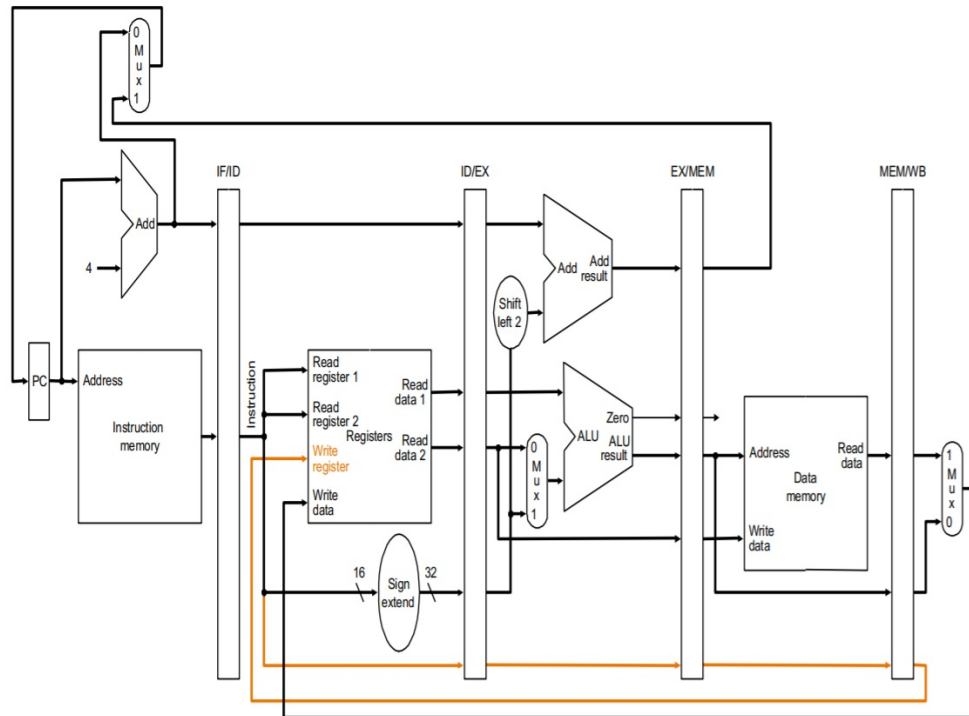 0
M
u
x
1
IF/ID
ID/EX
EX/MEM
MEM/WB
Add
4
Add
Add
result
Shift
left 2
PC
Address
Instruction
memory
Instruction
Read
register 1
Read
register 2
Write
register
Write
data
Registers
Read
data 1
Read
data 2
0
M
u
x
1
Zero
ALU
ALU
result
Address
Write
data
Read
data
Data
memory
1
M
u
x
0
16
Sign
extend
32